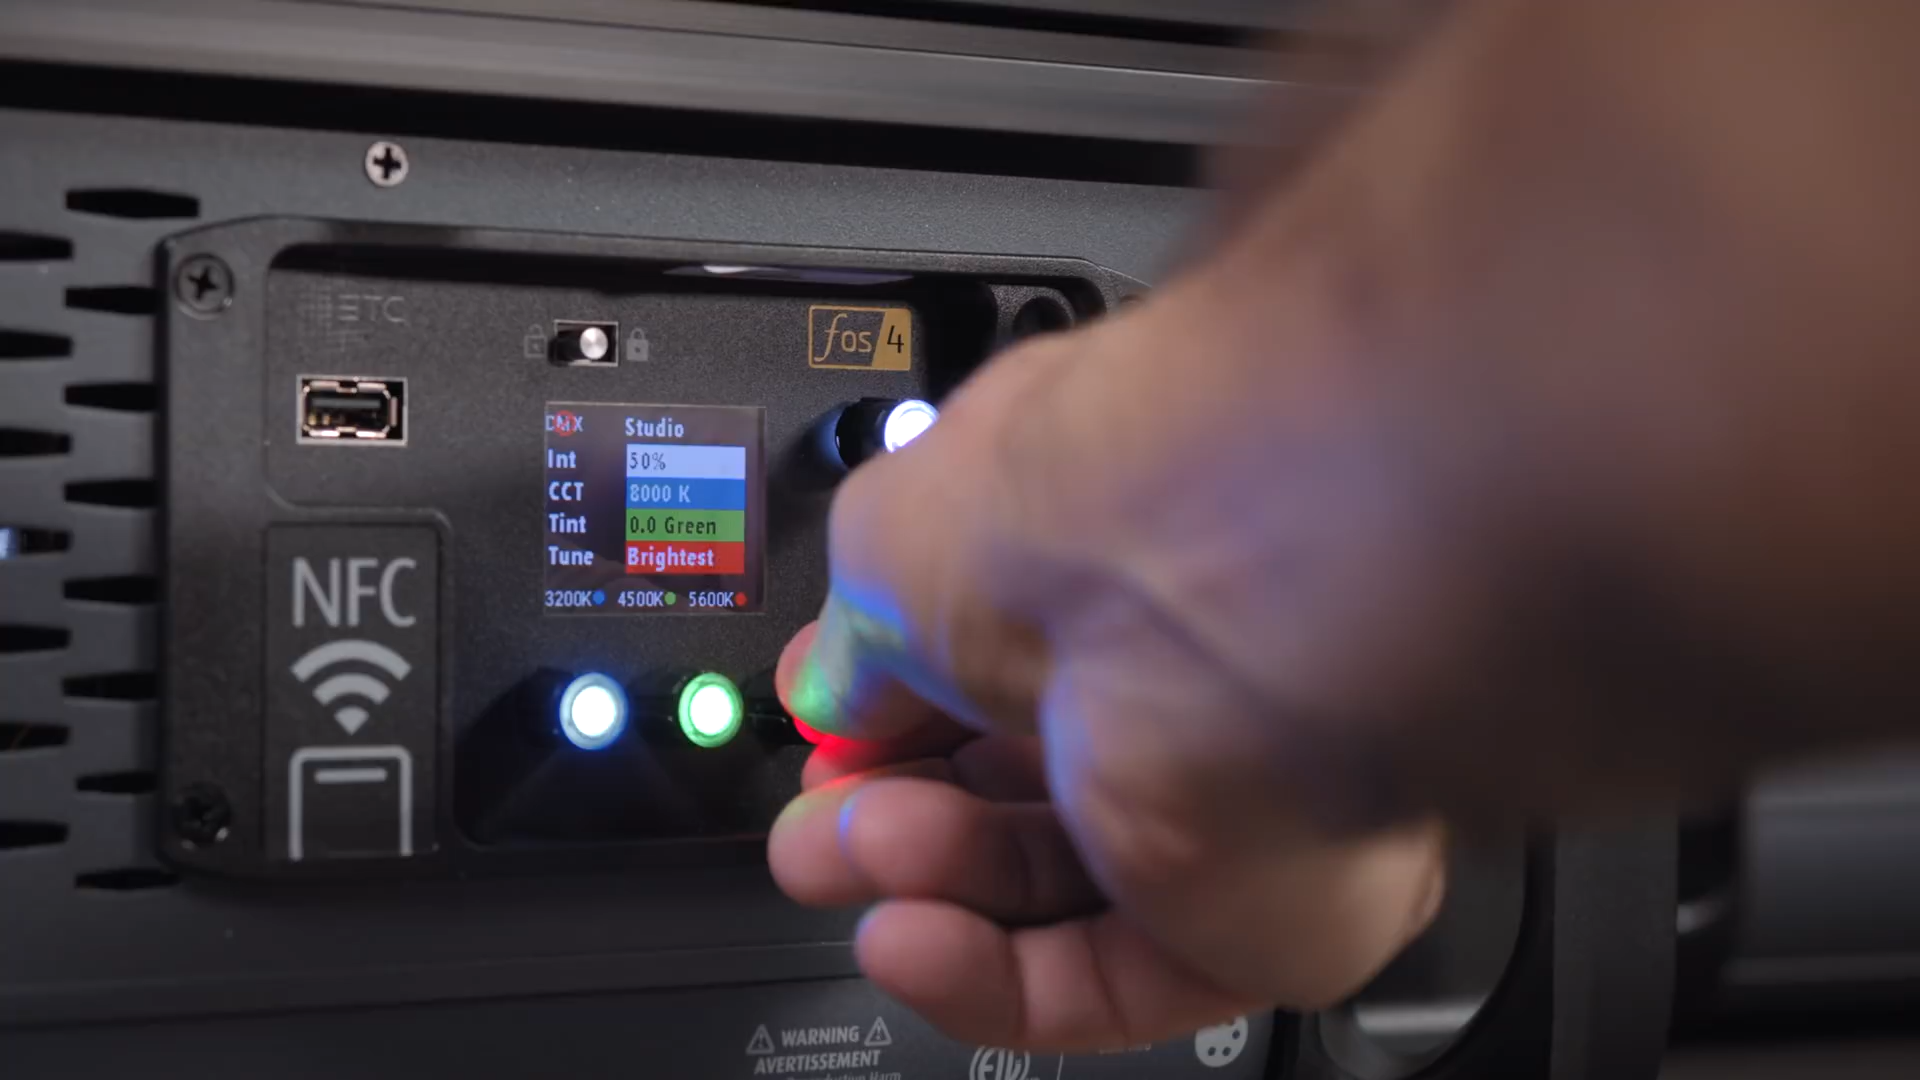 ETC
fos/4
DMX Studio
Int 50%
CCT 8000 K
Tint 0.0 Green
Tune Brightest
3200K 4500K 5600K
NFC
WARNING
AVERTISSEMENT